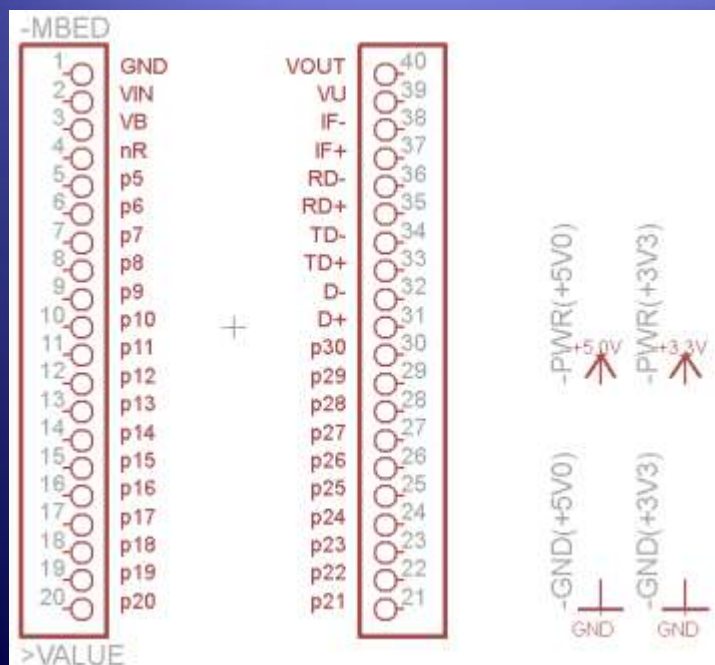 -MBED
1 GND VOUT 40
2 VIN VU 39
3 VB IF- 38
4 nR IF+ 37
5 p5 RD- 36
6 p6 RD+ 35
7 p7 TD- 34
8 p8 TD+ 33
9 p9 D- 32
10 p10 D+ 31
11 p11 p30 30
12 p12 p29 29
13 p13 p28 28
14 p14 p27 27
15 p15 p26 26
16 p16 p25 25
17 p17 p24 24
18 p18 p23 23
19 p19 p22 22
20 p20 p21 21
>VALUE
-PWR(+5V0)
+5.0V
-PWR(+3V3)
+3.3V
-GND(+5V0)
GND
-GND(+3V3)
GND